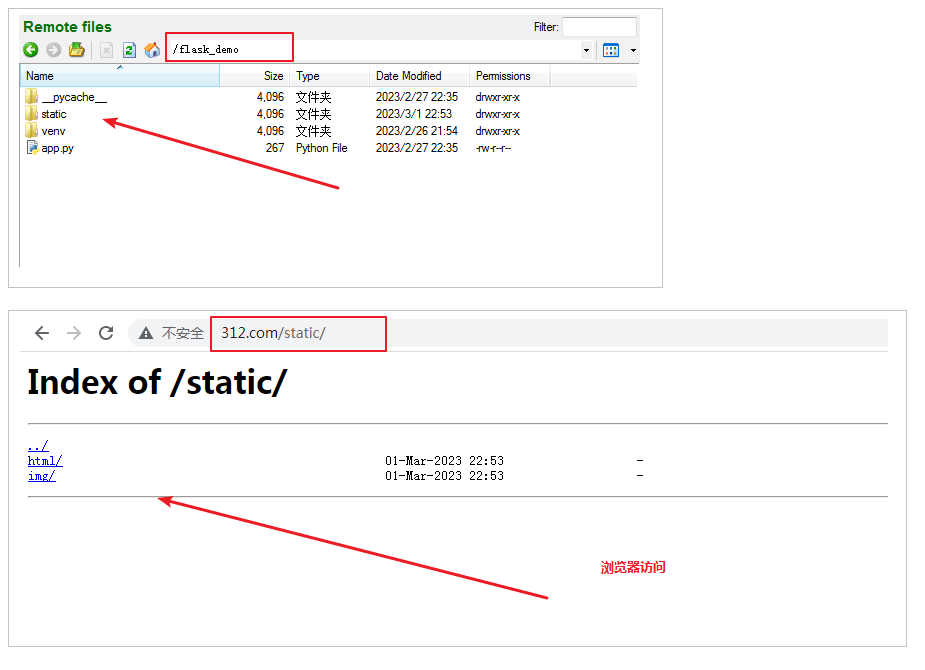 Remote files
Filter:
/flask_demo
Name Size Type Date Modified Permissions
__pycache__ 4,096 文件夹 2023/2/27 22:35 drwxr-xr-x
static 4,096 文件夹 2023/3/1 22:53 drwxr-xr-x
venv 4,096 文件夹 2023/2/26 21:54 drwxr-xr-x
app.py 267 Python File 2023/2/27 22:35 -rw-r--r--
不安全 312.com/static/
Index of /static/
../
html/ 01-Mar-2023 22:53 -
img/ 01-Mar-2023 22:53 -
浏览器访问